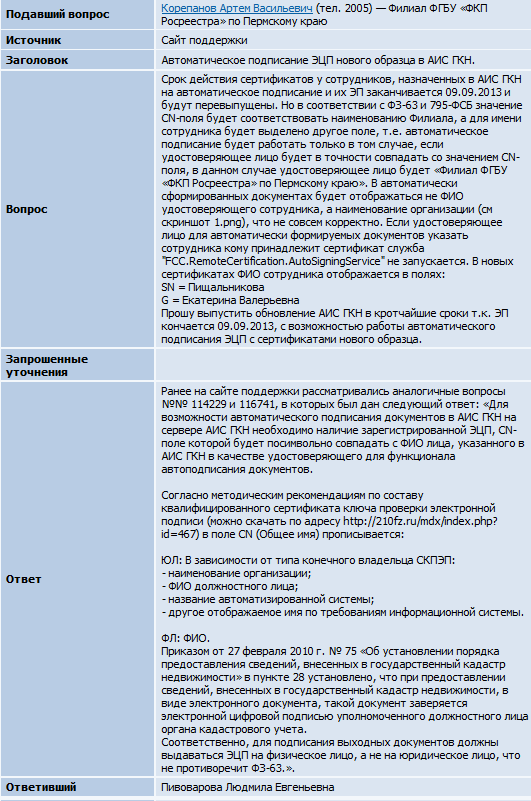 Подавший вопрос
Корепанов Артем Васильевич (тел. 2005) — Филиал ФГБУ «ФКП
Росреестра» по Пермскому краю
Источник
Сайт поддержки
Заголовок
Автоматическое подписание ЭЦП нового образца в АИС ГКН.
Вопрос
Срок действия сертификатов у сотрудников, назначенных в АИС ГКН
на автоматическое подписание и их ЭП заканчивается 09.09.2013 и
будут перевыпущены. Но в соответствии с ФЗ-63 и 795-ФСБ значение
CN-поля будет соответствовать наименованию Филиала, а для имени
сотрудника будет выделено другое поле, т.е. автоматическое
подписание будет работать только в том случае, если
удостоверяющее лицо будет в точности совпадать со значением CN-
поля, в данном случае удостоверяющее лицо будет «Филиал ФГБУ
«ФКП Росреестра» по Пермскому краю». В автоматически
сформированных документах будет отображаться не ФИО
удостоверяющего сотрудника, а наименование организации (см
скриншот 1.png), что не совсем корректно. Если удостоверяющее
лицо для автоматически формируемых документов указать
сотрудника кому принадлежит сертификат служба
"FCC.RemoteCertification.AutoSigningService" не запускается. В новых
сертификатах ФИО сотрудника отображается в полях:
SN = Пищальникова
G = Екатерина Валерьевна
Прошу выпустить обновление АИС ГКН в кротчайшие сроки т.к. ЭП
кончается 09.09.2013, с возможностью работы автоматического
подписания ЭЦП с сертификатами нового образца.
Запрошенные
уточнения
Ответ
Ранее на сайте поддержки рассматривались аналогичные вопросы
№№ 114229 и 116741, в которых был дан следующий ответ: «Для
возможности автоматического подписания документов в АИС ГКН на
сервере АИС ГКН необходимо наличие зарегистрированной ЭЦП, CN-
поле которой будет посимвольно совпадать с ФИО лица, указанного в
АИС ГКН в качестве удостоверяющего для функционала
автоподписания документов.
Согласно методическим рекомендациям по составу
квалифицированного сертификата ключа проверки электронной
подписи (можно скачать по адресу http://210fz.ru/mdx/index.php?
id=467) в поле CN (Общее имя) прописывается:
ЮЛ: В зависимости от типа конечного владельца СКПЭП:
- наименование организации;
- ФИО должностного лица;
- название автоматизированной системы;
- другое отображаемое имя по требованиям информационной системы.
ФЛ: ФИО.
Приказом от 27 февраля 2010 г. № 75 «Об установлении порядка
предоставления сведений, внесенных в государственный кадастр
недвижимости» в пункте 28 установлено, что при предоставлении
сведений, внесенных в государственный кадастр недвижимости, в
виде электронного документа, такой документ заверяется
электронной цифровой подписью уполномоченного должностного лица
органа кадастрового учета.
Соответственно, для подписания выходных документов должны
выдаваться ЭЦП на физическое лицо, а не на юридическое лицо, что
не противоречит ФЗ-63.».
Ответивший
Пивоварова Людмила Евгеньевна